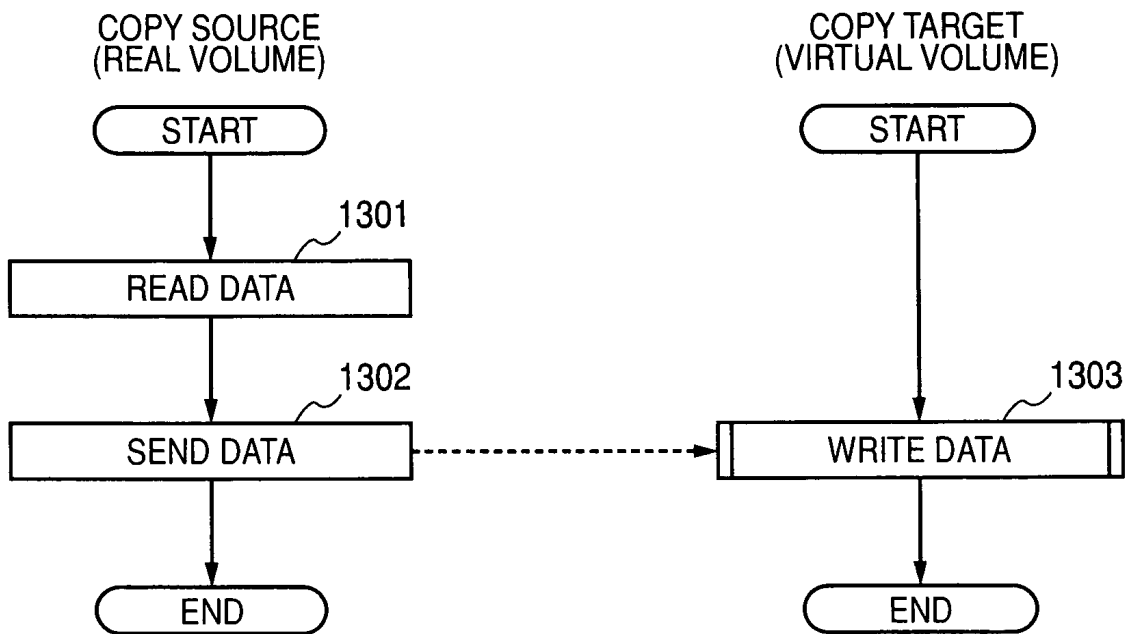 COPY SOURCE
(REAL VOLUME)
START
1301
READ DATA
1302
SEND DATA
END
COPY TARGET
(VIRTUAL VOLUME)
START
1303
WRITE DATA
END